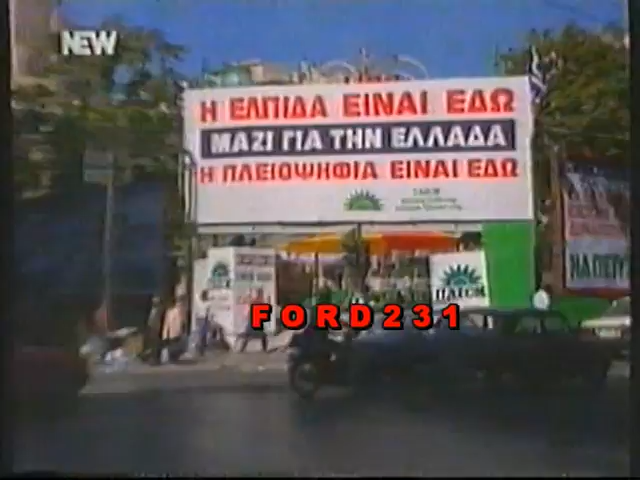 NEW
Η ΕΛΠΙΔΑ ΕΙΝΑΙ ΕΔΩ
ΜΑΖΙ ΓΙΑ ΤΗΝ ΕΛΛΑΔΑ
Η ΠΛΕΙΟΨΗΦΙΑ ΕΙΝΑΙ ΕΔΩ
ΠΑΣΟΚ
FORD231